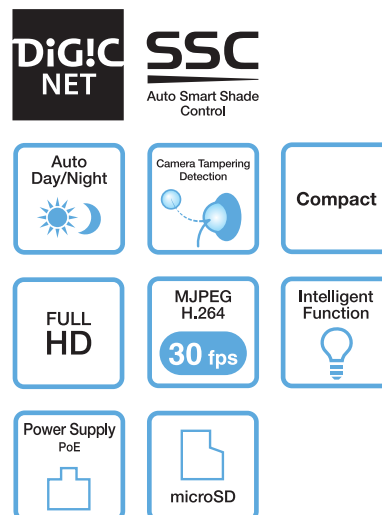 DiG!C
NET
SSC
Auto Smart Shade
Control
Auto
Day/Night
Camera Tampering
Detection
Compact
FULL
HD
MJPEG
H.264
30 fps
Intelligent
Function
Power Supply
PoE
microSD